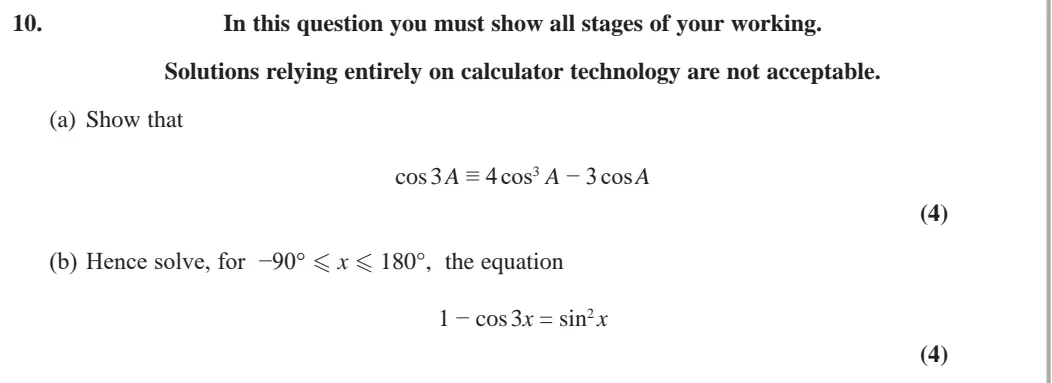 10. In this question you must show all stages of your working.
Solutions relying entirely on calculator technology are not acceptable.
(a) Show that
cos 3A ≡ 4 cos³ A − 3 cos A
(4)
(b) Hence solve, for −90° ⩽ x ⩽ 180°, the equation
1 − cos 3x = sin² x
(4)